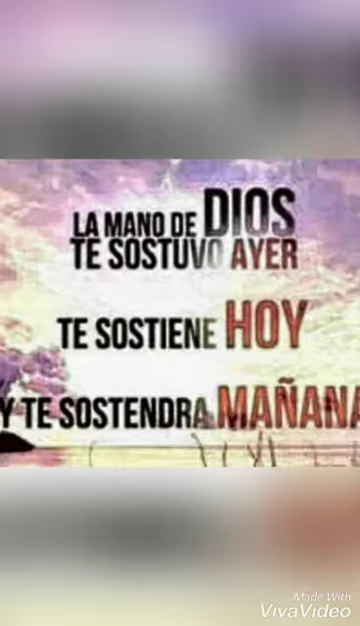 LA MANO DE DIOS
TE SOSTUVO AYER
TE SOSTIENE HOY
Y TE SOSTENDRA MAÑANA
Made With
VivaVideo